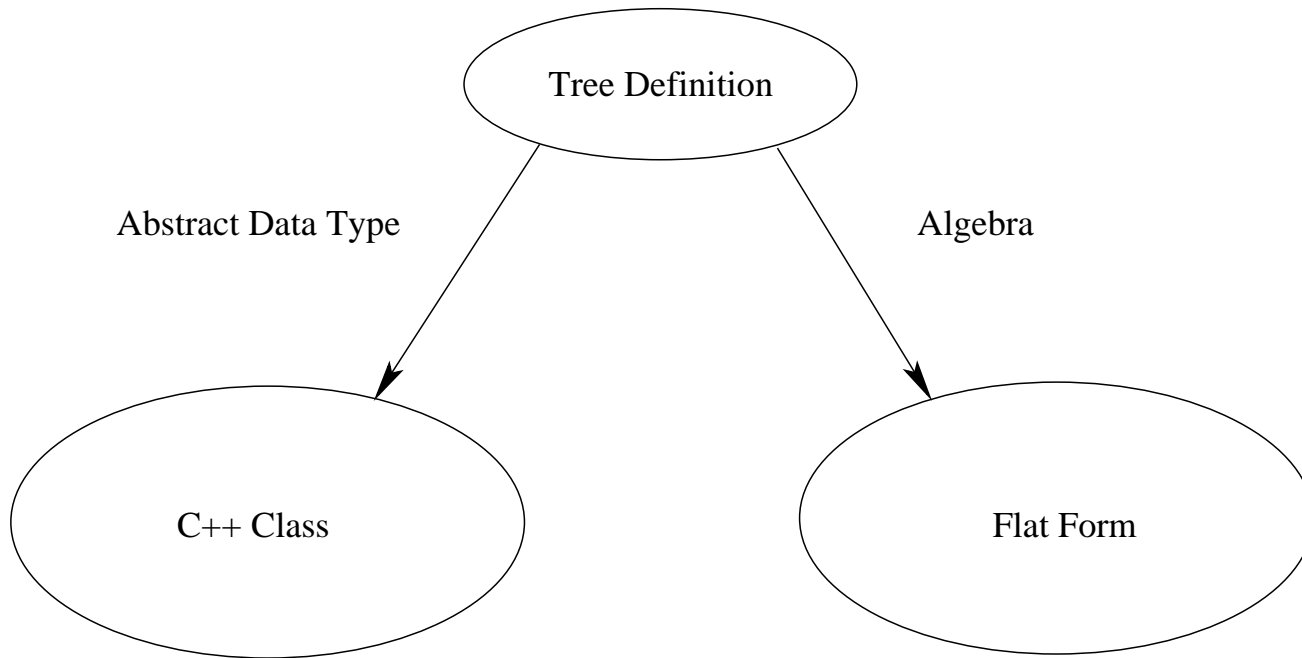 Tree Definition
Abstract Data Type
Algebra
C++ Class
Flat Form